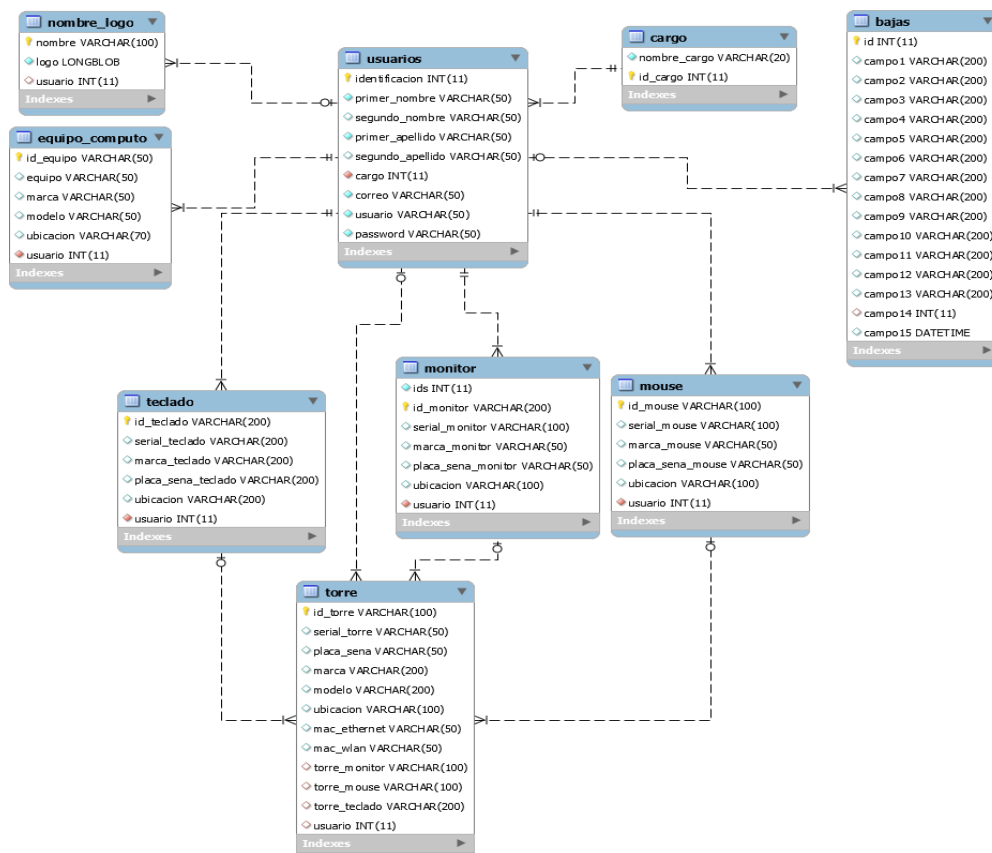 nombre_logo
nombre VARCHAR(100)
logo LONGBLOB
usuario INT(11)
Indexes
equipo_computo
id_equipo VARCHAR(50)
equipo VARCHAR(50)
marca VARCHAR(50)
modelo VARCHAR(50)
ubicacion VARCHAR(70)
usuario INT(11)
Indexes
usuarios
identificacion INT(11)
primer_nombre VARCHAR(50)
segundo_nombre VARCHAR(50)
primer_apellido VARCHAR(50)
segundo_apellido VARCHAR(50)
cargo INT(11)
correo VARCHAR(50)
usuario VARCHAR(50)
password VARCHAR(50)
Indexes
cargo
nombre_cargo VARCHAR(20)
id_cargo INT(11)
Indexes
bajas
id INT(11)
campo1 VARCHAR(200)
campo2 VARCHAR(200)
campo3 VARCHAR(200)
campo4 VARCHAR(200)
campo5 VARCHAR(200)
campo6 VARCHAR(200)
campo7 VARCHAR(200)
campo8 VARCHAR(200)
campo9 VARCHAR(200)
campo10 VARCHAR(200)
campo11 VARCHAR(200)
campo12 VARCHAR(200)
campo13 VARCHAR(200)
campo14 INT(11)
campo15 DATETIME
Indexes
teclado
id_teclado VARCHAR(200)
serial_teclado VARCHAR(200)
marca_teclado VARCHAR(200)
placa_sena_teclado VARCHAR(200)
ubicacion VARCHAR(200)
usuario INT(11)
Indexes
monitor
ids INT(11)
id_monitor VARCHAR(200)
serial_monitor VARCHAR(100)
marca_monitor VARCHAR(50)
placa_sena_monitor VARCHAR(50)
ubicacion VARCHAR(100)
usuario INT(11)
Indexes
mouse
id_mouse VARCHAR(100)
serial_mouse VARCHAR(100)
marca_mouse VARCHAR(50)
placa_sena_mouse VARCHAR(50)
ubicacion VARCHAR(100)
usuario INT(11)
Indexes
torre
id_torre VARCHAR(100)
serial_torre VARCHAR(50)
placa_sena VARCHAR(50)
marca VARCHAR(200)
modelo VARCHAR(200)
ubicacion VARCHAR(100)
mac_ethernet VARCHAR(50)
mac_wlan VARCHAR(50)
torre_monitor VARCHAR(100)
torre_mouse VARCHAR(100)
torre_teclado VARCHAR(200)
usuario INT(11)
Indexes